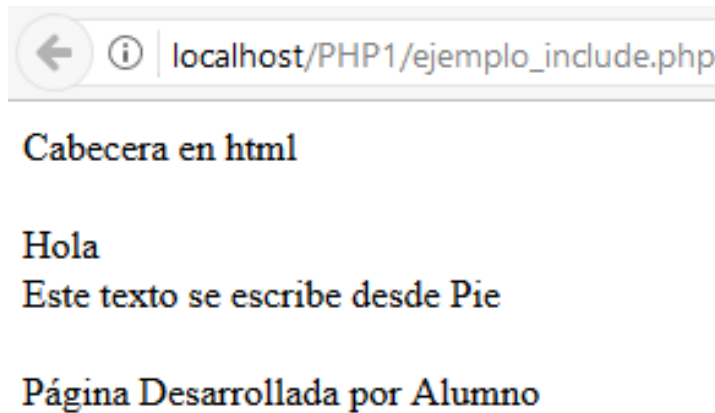 localhost/PHP1/ejemplo_include.php
Cabecera en html
Hola
Este texto se escribe desde Pie
Página Desarrollada por Alumno